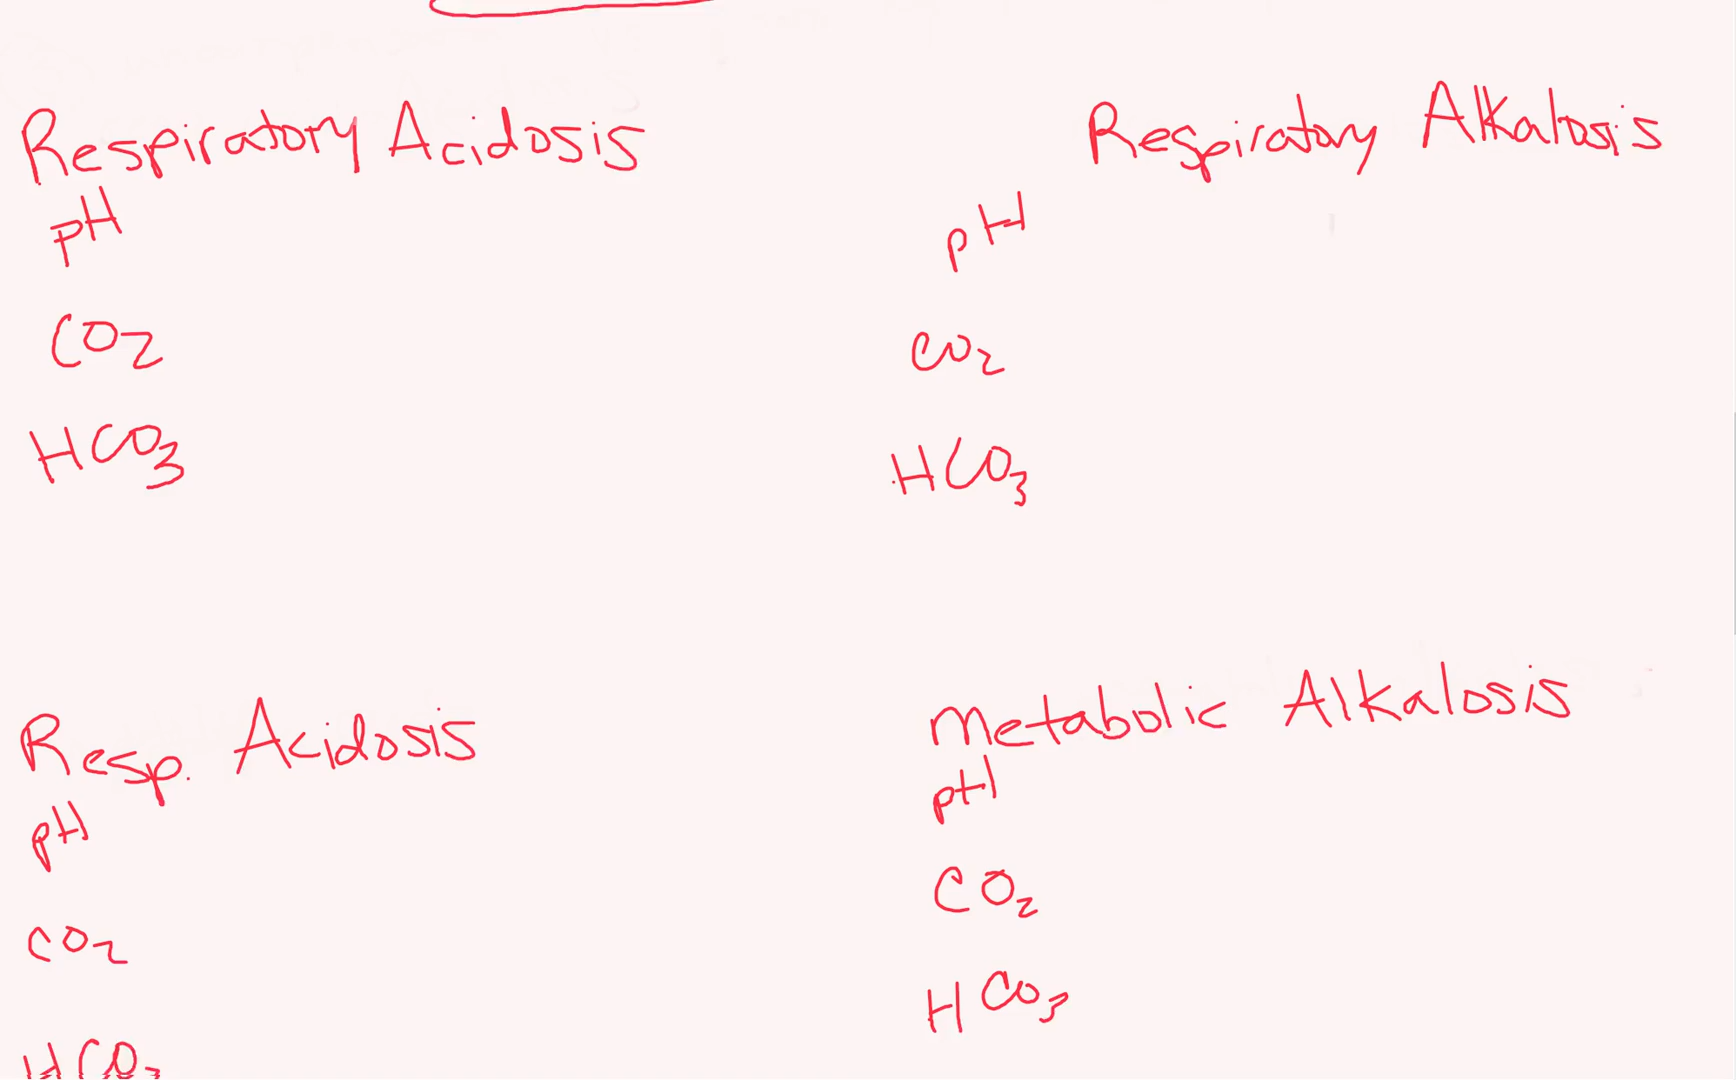 Respiratory Acidosis
pH
CO2
HCO3
Respiratory Alkalosis
pH
CO2
HCO3
Resp. Acidosis
pH
CO2
HCO3
Metabolic Alkalosis
pH
CO2
HCO3